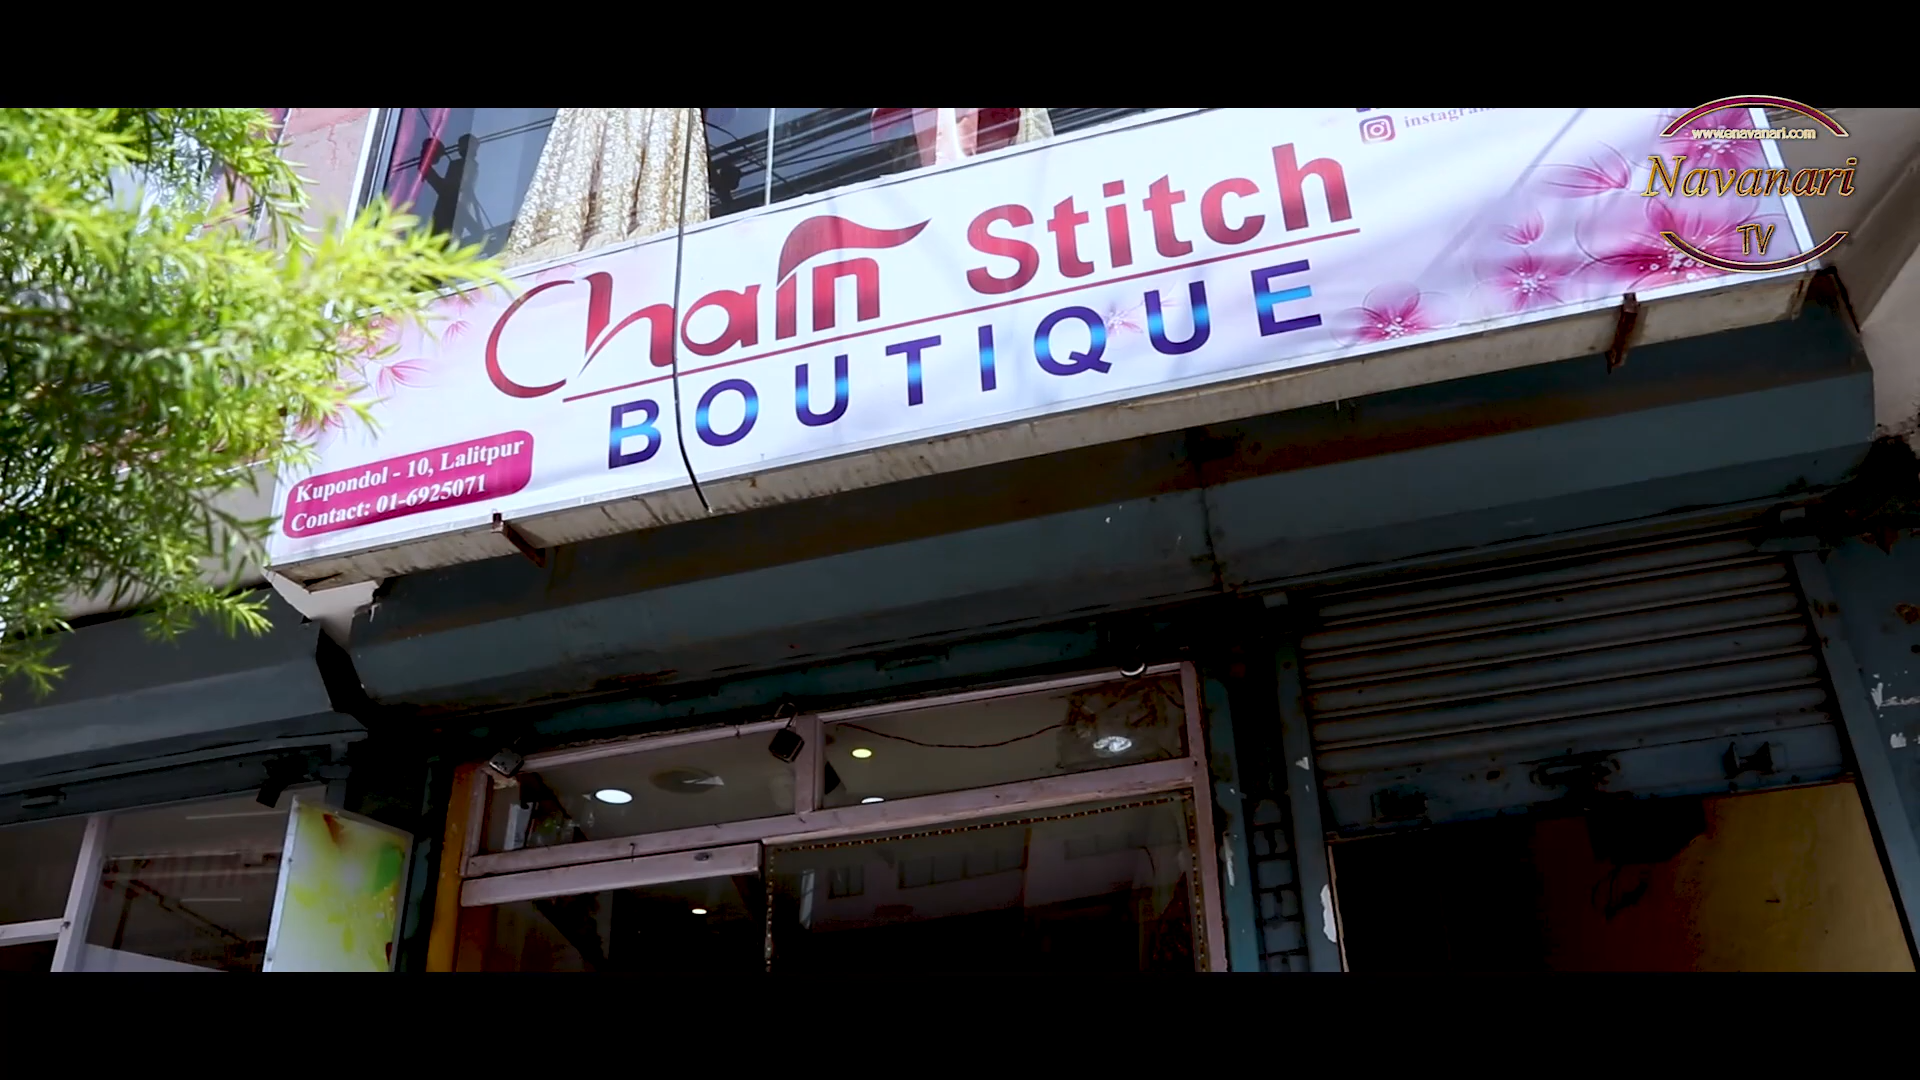 Chain Stitch
BOUTIQUE
Kupondol - 10, Lalitpur
Contact: 01-6925071
www.enavanari.com
Navanari
TV